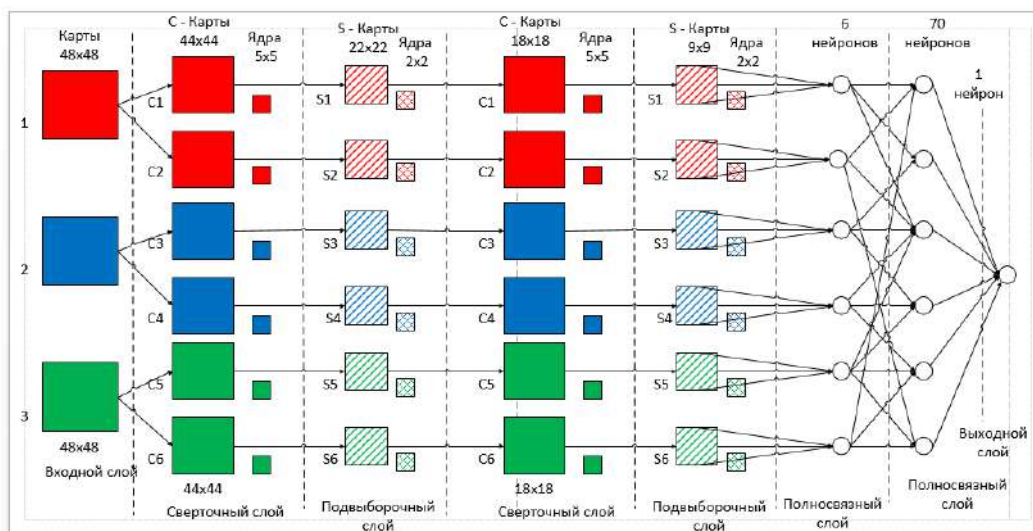 Карты
48x48
С - Карты
44x44
Ядра
5x5
S - Карты
22x22
Ядра
2x2
С - Карты
18x18
Ядра
5x5
S - Карты
9x9
Ядра
2x2
6
нейронов
70
нейронов
1
нейрон
1
2
3
C1
C2
C3
C4
C5
C6
S1
S2
S3
S4
S5
S6
C1
C2
C3
C4
C5
C6
S1
S2
S3
S4
S5
S6
48x48
Входной слой
44x44
Сверточный слой
Подвыборочный
слой
18x18
Сверточный слой
Подвыборочный
слой
Полносвязный
слой
Полносвязный
слой
Выходной
слой